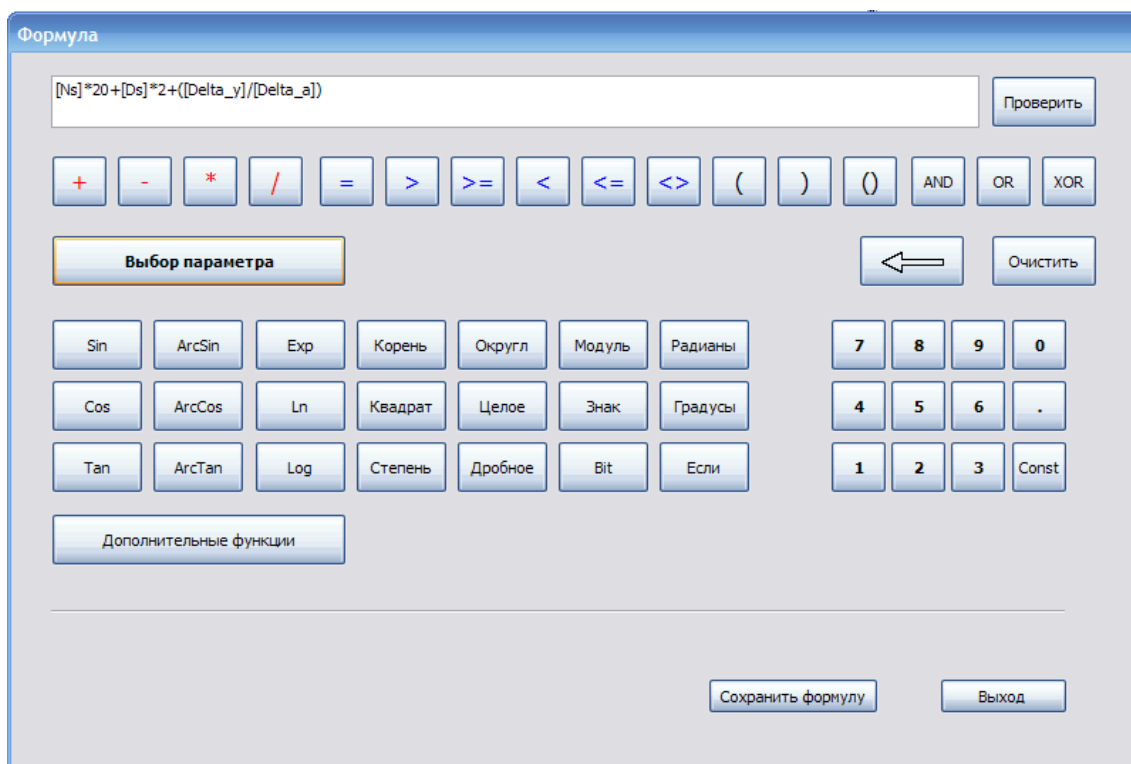 Формула
[Ns]*20+[Ds]*2+([Delta_y]/[Delta_a])
Проверить
+ - * / = > >= < <= <> ( ) () AND OR XOR
Выбор параметра Очистить
Sin ArcSin Exp Корень Округл Модуль Радианы 7 8 9 0
Cos ArcCos Ln Квадрат Целое Знак Градусы 4 5 6 .
Tan ArcTan Log Степень Дробное Bit Если 1 2 3 Const
Дополнительные функции
Сохранить формулу Выход